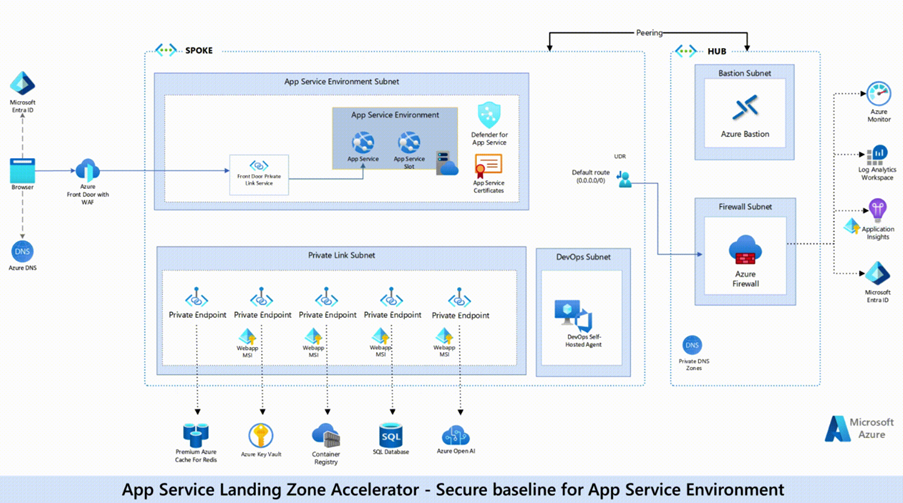 Peering
SPOKE
HUB
App Service Environment Subnet
Bastion Subnet
Microsoft
Entra ID
App Service Environment
App Service
App Service
Slot
Defender for
App Service
App Service
Certificates
Azure Bastion
Azure
Monitor
Browser
Azure
Front Door with
WAF
Front Door Private
Link Service
UDR
Default route
(0.0.0.0/0)
Log Analytics
Workspace
Firewall Subnet
Azure
Firewall
Application
Insights
DNS
Azure DNS
Microsoft
Entra ID
Private Link Subnet
DevOps Subnet
Private Endpoint
Private Endpoint
Private Endpoint
Private Endpoint
Private Endpoint
Webapp
MSI
Webapp
MSI
Webapp
MSI
Webapp
MSI
DevOps Self-
Hosted Agent
DNS
Private DNS
Zones
Premium Azure
Cache For Redis
Azure Key Vault
Container
Registry
SQL
SQL Database
Azure Open AI
Microsoft
Azure
App Service Landing Zone Accelerator - Secure baseline for App Service Environment